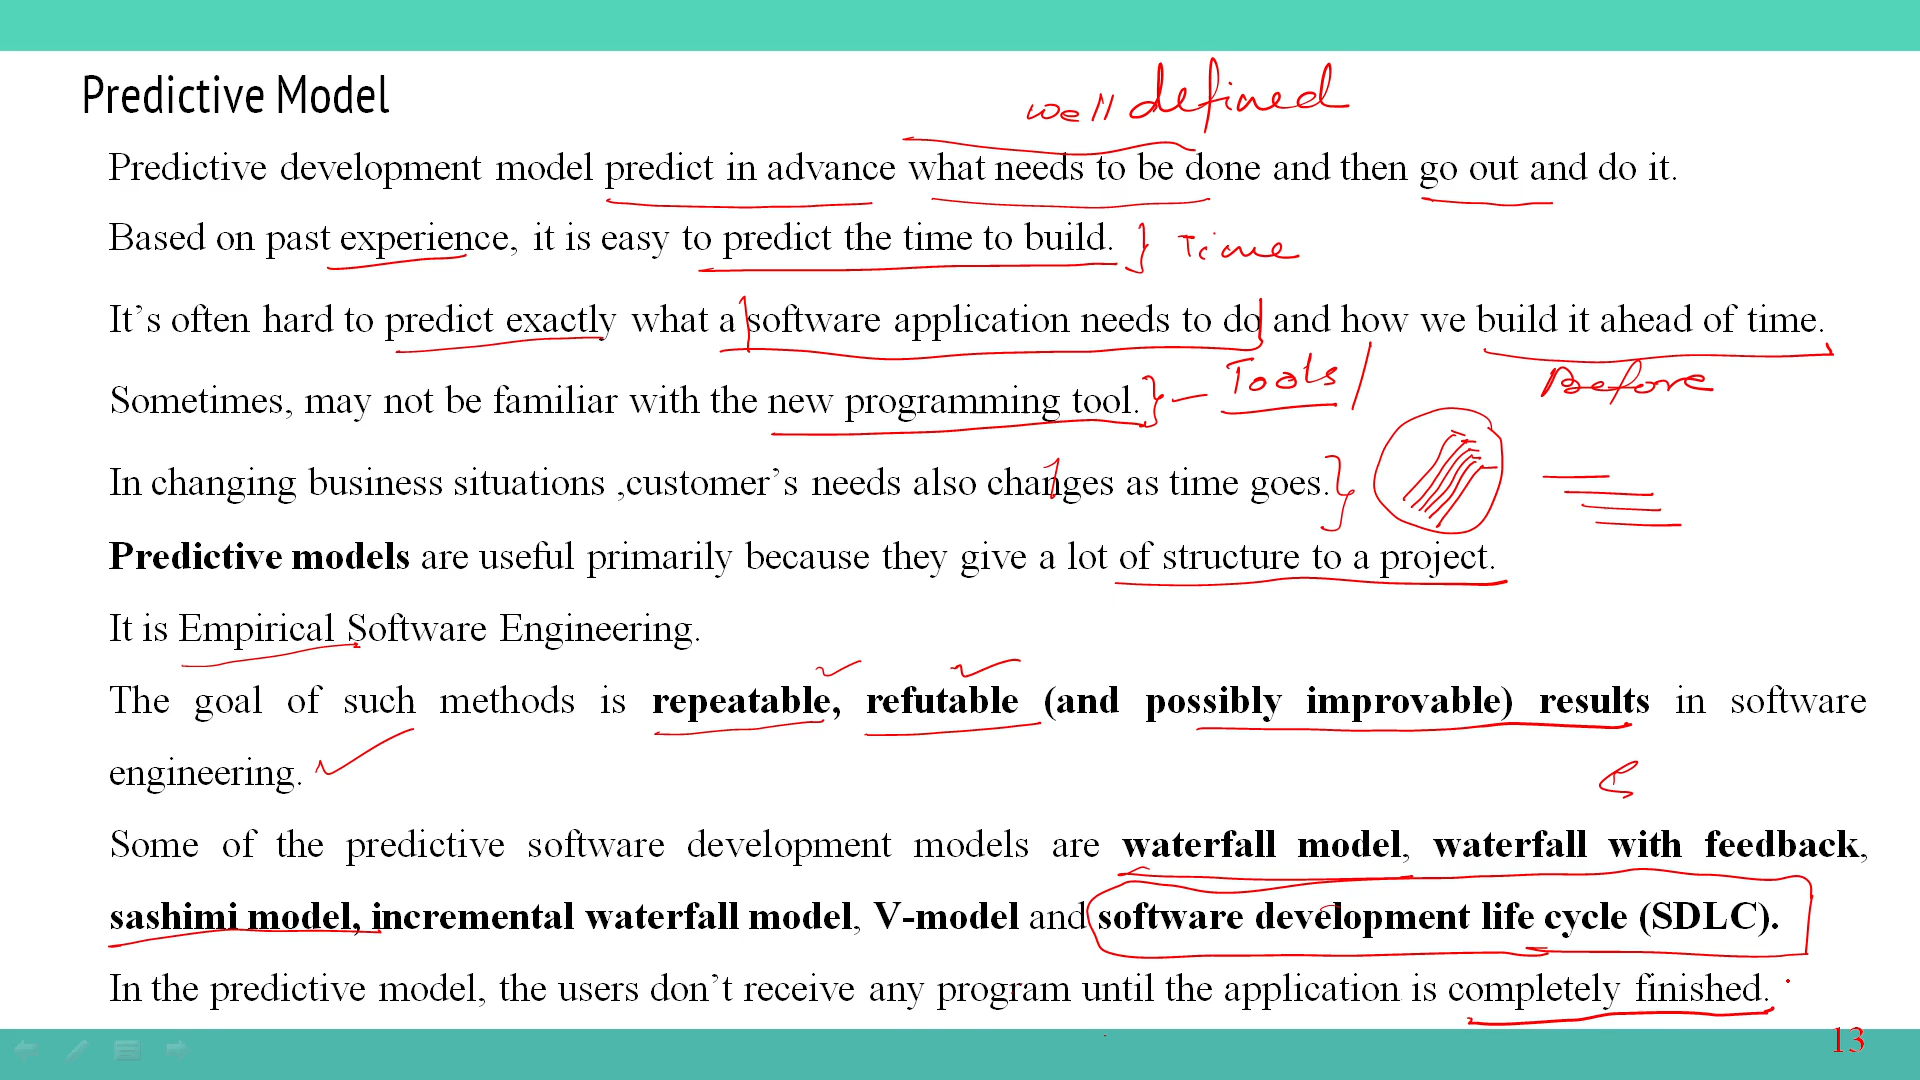 Predictive Model
well defined
Predictive development model predict in advance what needs to be done and then go out and do it.
Based on past experience, it is easy to predict the time to build. } Time
It’s often hard to predict exactly what a software application needs to do and how we build it ahead of time.
Before
Sometimes, may not be familiar with the new programming tool. } – Tools
In changing business situations ,customer’s needs also changes as time goes. }
Predictive models are useful primarily because they give a lot of structure to a project.
It is Empirical Software Engineering.
The goal of such methods is repeatable, refutable (and possibly improvable) results in software
engineering.
Some of the predictive software development models are waterfall model, waterfall with feedback,
sashimi model, incremental waterfall model, V-model and software development life cycle (SDLC).
In the predictive model, the users don’t receive any program until the application is completely finished.
13